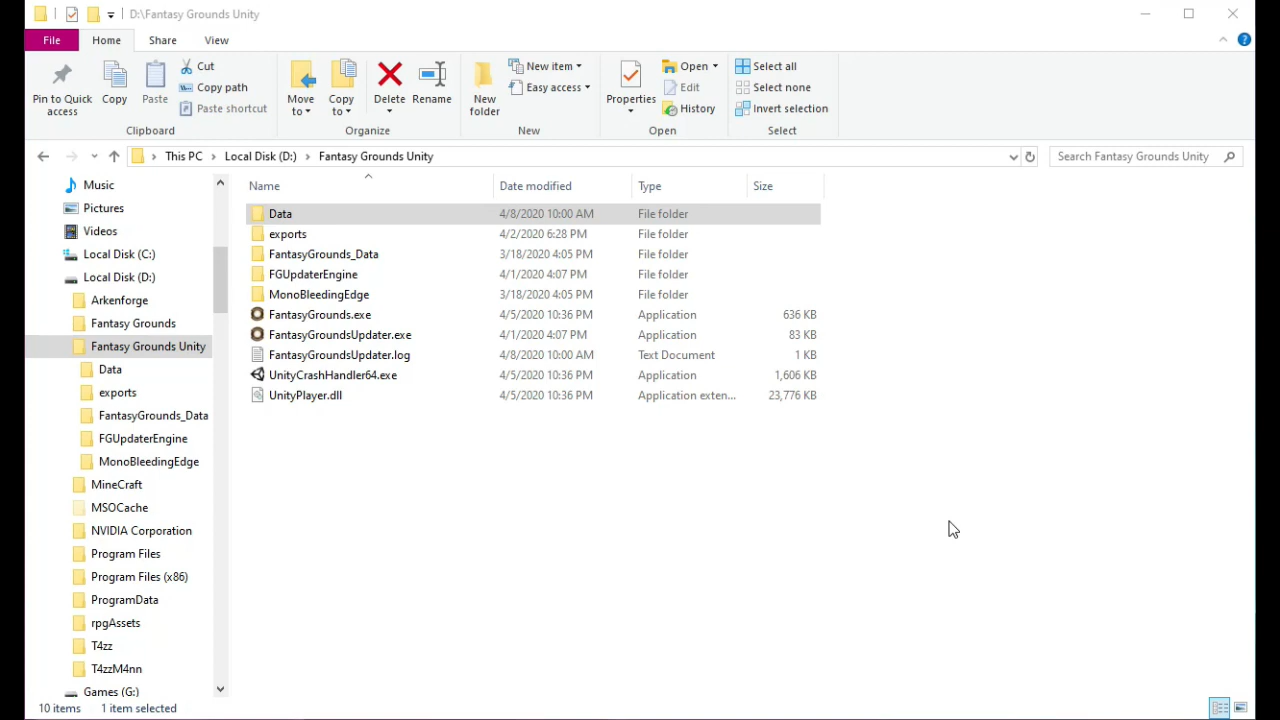 D:\Fantasy Grounds Unity
File Home Share View
Pin to Quick access
Copy
Paste
Cut
Copy path
Paste shortcut
Clipboard
Move to
Copy to
Delete
Rename
Organize
New folder
New item
Easy access
New
Properties
Open
Edit
History
Open
Select all
Select none
Invert selection
Select
This PC Local Disk (D:) Fantasy Grounds Unity
Search Fantasy Grounds Unity
Music
Pictures
Videos
Local Disk (C:)
Local Disk (D:)
Arkenforge
Fantasy Grounds
Fantasy Grounds Unity
Data
exports
FantasyGrounds_Data
FGUpdaterEngine
MonoBleedingEdge
MineCraft
MSOCache
NVIDIA Corporation
Program Files
Program Files (x86)
ProgramData
rpgAssets
T4zz
T4zzM4nn
Games (G:)
Name Date modified Type Size
Data 4/8/2020 10:00 AM File folder
exports 4/2/2020 6:28 PM File folder
FantasyGrounds_Data 3/18/2020 4:05 PM File folder
FGUpdaterEngine 4/1/2020 4:07 PM File folder
MonoBleedingEdge 3/18/2020 4:05 PM File folder
FantasyGrounds.exe 4/5/2020 10:36 PM Application 636 KB
FantasyGroundsUpdater.exe 4/1/2020 4:07 PM Application 83 KB
FantasyGroundsUpdater.log 4/8/2020 10:00 AM Text Document 1 KB
UnityCrashHandler64.exe 4/5/2020 10:36 PM Application 1,606 KB
UnityPlayer.dll 4/5/2020 10:36 PM Application exten... 23,776 KB
10 items 1 item selected